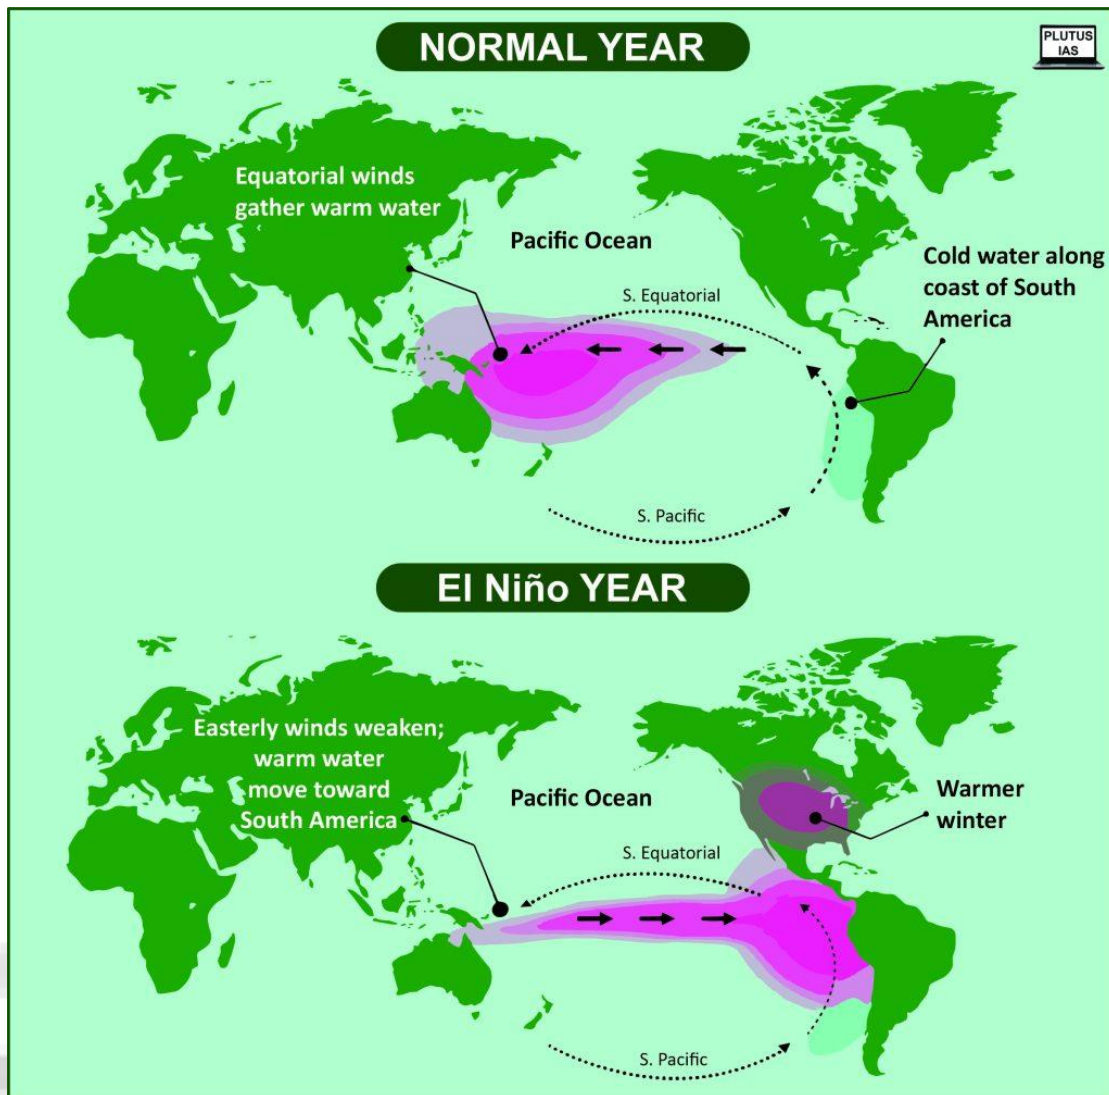 NORMAL YEAR
PLUTUS
IAS
Equatorial winds
gather warm water
Pacific Ocean
Cold water along
coast of South
America
S. Equatorial
S. Pacific
El Niño YEAR
Easterly winds weaken;
warm water
move toward
South America
Pacific Ocean
Warmer
winter
S. Equatorial
S. Pacific